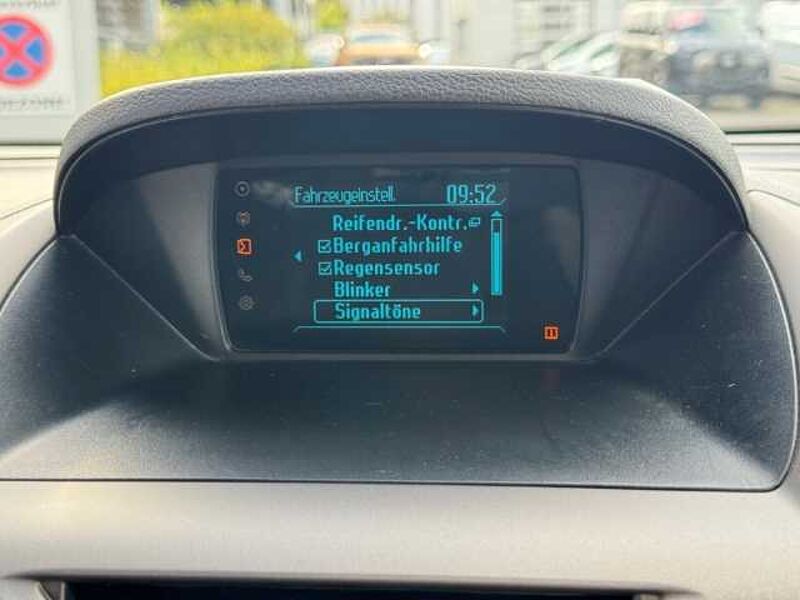 Fahrzeugeinstell. 09:52
Reifendr.-Kontr.
Berganfahrhilfe
Regensensor
Blinker
Signaltöne